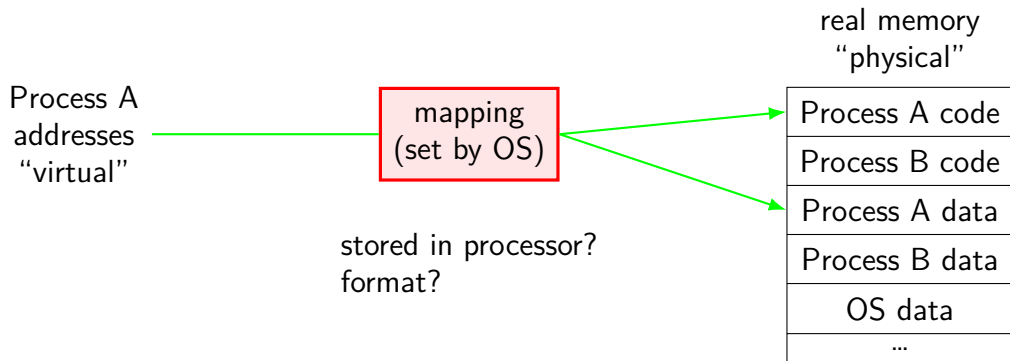 Process A
addresses
“virtual”
mapping
(set by OS)
stored in processor?
format?
real memory
“physical”
Process A code
Process B code
Process A data
Process B data
OS data
...